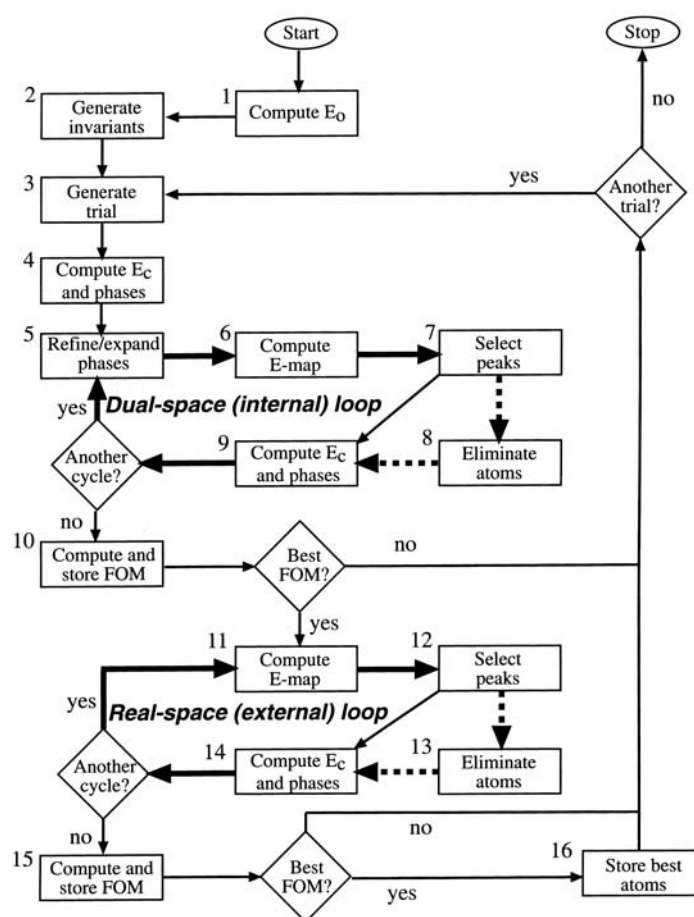 Start
Stop
2
Generate
invariants
1
Compute Eo
no
3
Generate
trial
yes
Another
trial?
4
Compute Ec
and phases
5
Refine/expand
phases
6
Compute
E-map
7
Select
peaks
yes
Dual-space (internal) loop
Another
cycle?
9
Compute Ec
and phases
8
Eliminate
atoms
no
10
Compute and
store FOM
Best
FOM?
no
yes
11
Compute
E-map
12
Select
peaks
yes
Real-space (external) loop
Another
cycle?
14
Compute Ec
and phases
13
Eliminate
atoms
no
15
Compute and
store FOM
Best
FOM?
no
yes
16
Store best
atoms